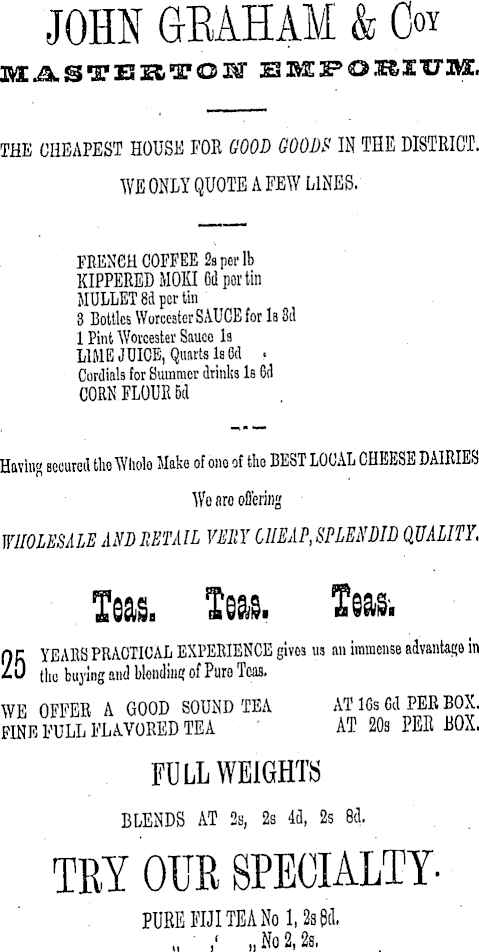 JOHN GRAHAM & Coy
MASTERTON EMPORIUM.
THE CHEAPEST HOUSE FOR GOOD GOODS IN THE DISTRICT.
WE ONLY QUOTE A FEW LINES.
FRENCH COFFEE 2s per lb
KIPPERED MOKI 6d per tin
MULLET 8d per tin
3 Bottles Worcester SAUCE for 1s 3d
1 Pint Worcester Sauce 1s
LIME JUICE, Quarts 1s 6d
Cordials for Summer drinks 1s 6d
CORN FLOUR 5d
Having secured the Whole Make of one of the BEST LOCAL CHEESE DAIRIES
We are offering
WHOLESALE AND RETAIL VERY CHEAP, SPLENDID QUALITY.
Teas. Teas. Teas.
25 YEARS PRACTICAL EXPERIENCE gives us an immense advantage in
the buying and blending of Pure Teas.
WE OFFER A GOOD SOUND TEA AT 16s 6d PER BOX.
FINE FULL FLAVORED TEA AT 20s PER BOX.
FULL WEIGHTS
BLENDS AT 2s, 2s 4d, 2s 8d.
TRY OUR SPECIALTY.
PURE FIJI TEA No 1, 2s 8d.
„ „ „ No 2, 2s.